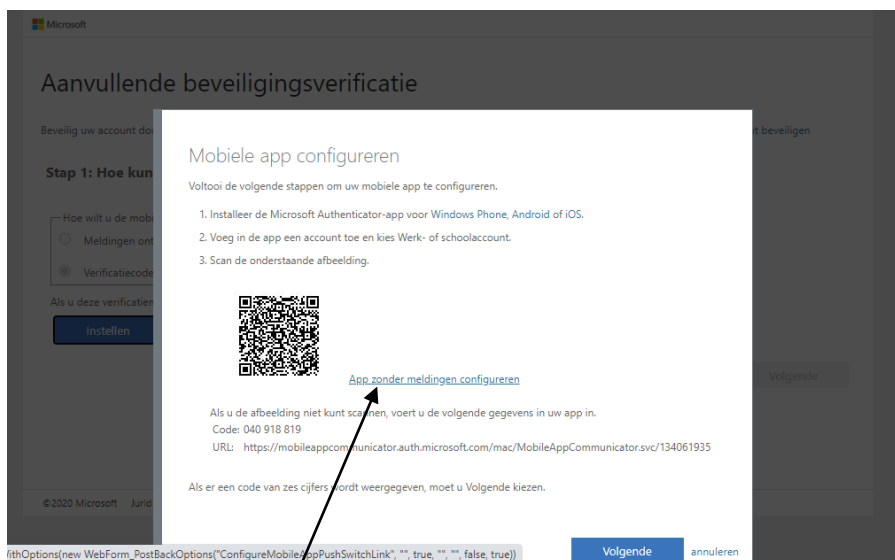 Microsoft
Aanvullende beveiligingsverificatie
Beveilig uw account do
t beveiligen
Stap 1: Hoe kun
Hoe wilt u de mobi
Meldingen ont
Verificatiecode
Als u deze verificatien
Instellen
Volgende
Mobiele app configureren
Voltooi de volgende stappen om uw mobiele app te configureren.
1. Installeer de Microsoft Authenticator-app voor Windows Phone, Android of iOS.
2. Voeg in de app een account toe en kies Werk- of schoolaccount.
3. Scan de onderstaande afbeelding.
App zonder meldingen configureren
Als u de afbeelding niet kunt scannen, voert u de volgende gegevens in uw app in.
Code: 040 918 819
URL: https://mobileappcommunicator.auth.microsoft.com/mac/MobileAppCommunicator.svc/134061935
Als er een code van zes cijfers wordt weergegeven, moet u Volgende kiezen.
©2020 Microsoft Jurid
VithOptions(new WebForm_PostBackOptions("ConfigureMobileAppPushSwitchLink", "", true, "", "", false, true))
Volgende annuleren